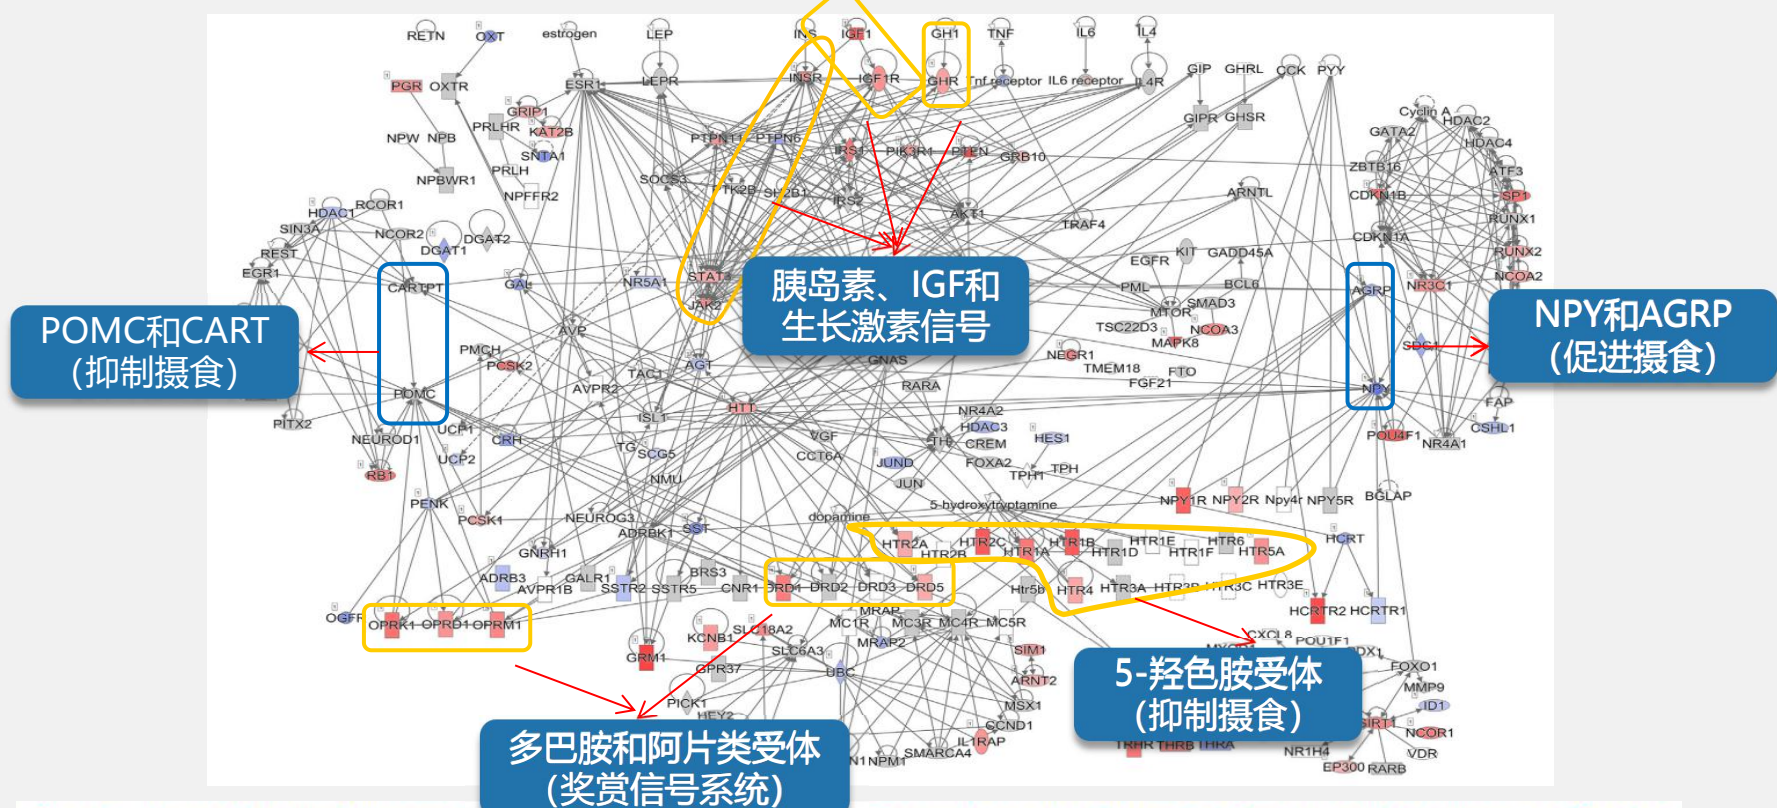 RETN
OXT
estrogen
LEP
INS
IGF1
GH1
TNF
IL6
IL4
PGR
OXTR
ESR1
LEPR
INSR
IGF1R
GHR
Tnf receptor
IL6 receptor
IL4R
GIP
GHRL
CCK
PYY
GRIP1
PRLHR
KAT2B
NPW
NPB
SNTA1
PRLH
NPBWR1
NPFFR2
PTPN11
PTPN6
IRS1
PIK3R1
PTEN
GRB10
GIPR
GHSR
Cyclin A
HDAC2
GATA2
HDAC4
ZBTB16
ATF3
CDKN1B
SP1
RUNX1
SOCS3
PTK2B
SH2B1
IRS2
AKT1
TRAF4
ARNTL
CDKN1A
RUNX2
NCOA2
NR3C1
HDAC1
RCOR1
SIN3A
NCOR2
REST
EGR1
DGAT1
DGAT2
CARTPT
GAL
NR5A1
STAT3
JAK2
KIT
GADD45A
EGFR
BCL6
PML
SMAD3
MTOR
TSC22D3
NCOA3
MAPK8
AGRP
SDC1
胰岛素、IGF和
生长激素信号
POMC和CART
（抑制摄食）
NPY和AGRP
（促进摄食）
AVP
PMCH
PCSK2
AVPR2
TAC1
AGT
GNAS
RARA
NEGR1
TMEM18
FTO
FGF21
NPY
FAP
POMC
PITX2
NEUROD1
UCP1
UCP2
CRH
ISL1
TG
SCG5
HTT
VGF
CCT6A
NR4A2
HDAC3
TH
CREM
HES1
JUND
FOXA2
TPH1
TPH
JUN
POU4F1
NR4A1
CSHL1
RB1
NMU
PENK
PCSK1
NEUROG3
ADRBK1
SST
dopamine
5-hydroxytryptamine
NPY1R
NPY2R
Npy4r
NPY5R
BGLAP
GNRH1
HTR2A
HTR2B
HTR2C
HTR1A
HTR1B
HTR1D
HTR1E
HTR1F
HTR6
HTR5A
HCRT
ADRB3
AVPR1B
GALR1
SSTR2
SSTR5
BRS3
CNR1
DRD1
DRD2
DRD3
DRD5
Htr5b
HTR4
HTR3A
HTR3B
HTR3C
HTR3E
HCRTR2
HCRTR1
OGFR
OPRK1
OPRD1
OPRM1
KCNB1
SLC18A2
MRAP
MC1R
MC3R
MC4R
MC5R
MRAP2
SLC6A3
GRM1
GPR37
UBC
SIM1
ARNT2
CXCL8
POU1F1
FOXO1
MMP9
ID1
SIRT1
NCOR1
PICK1
HEY2
MSX1
CCND1
IL1RAP
SMARCA4
NPM1
5-羟色胺受体
（抑制摄食）
TRHR
THRB
THRA
NR1H4
VDR
EP300
RARB
多巴胺和阿片类受体
（奖赏信号系统）